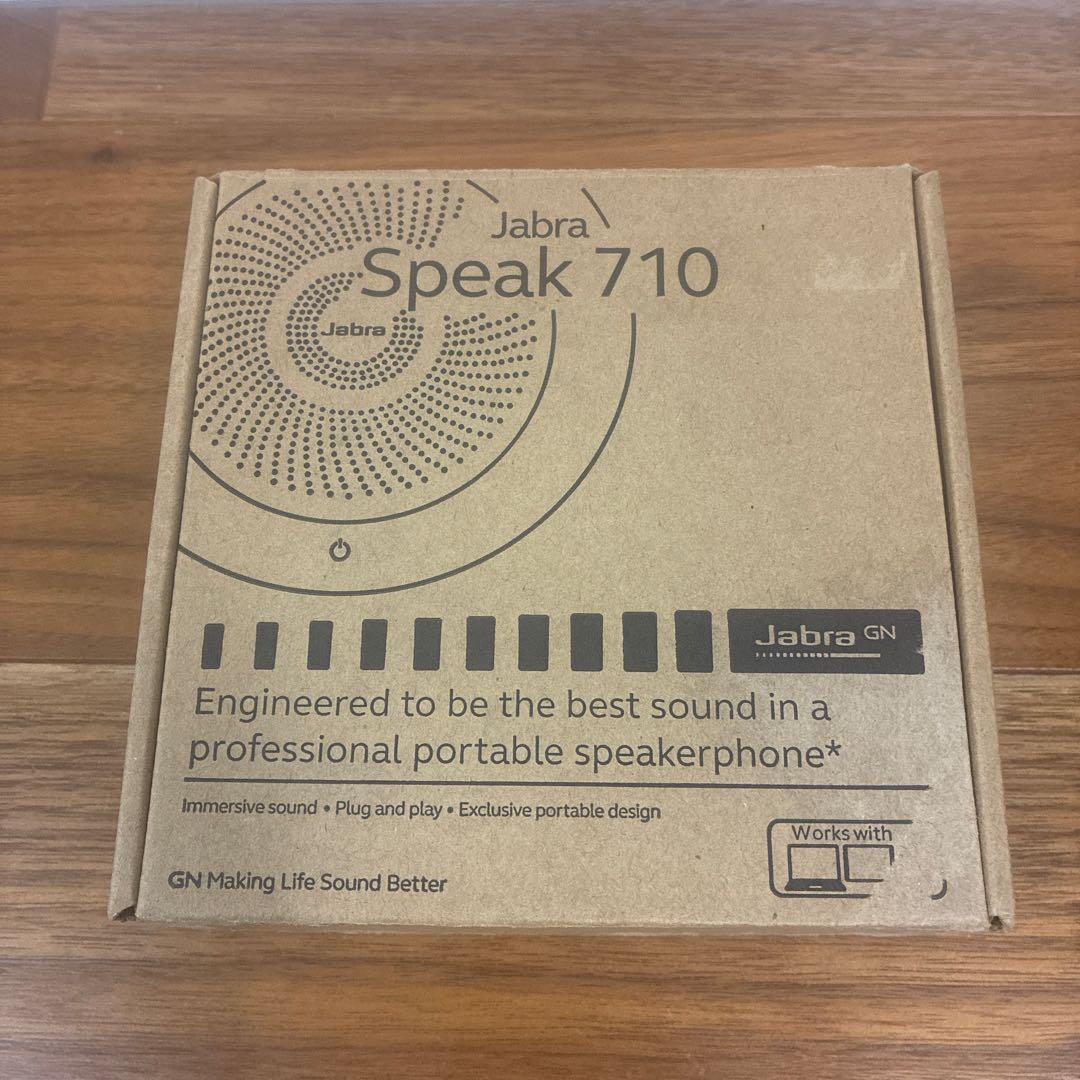 Jabra
Speak 710
Jabra
Jabra GN
Engineered to be the best sound in a
professional portable speakerphone*
Immersive sound • Plug and play • Exclusive portable design
Works with
GN Making Life Sound Better